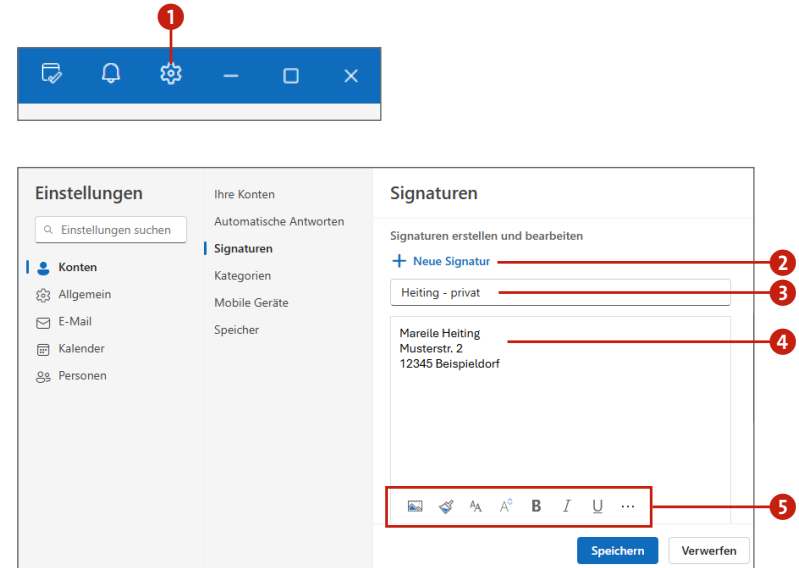 1
Einstellungen
Einstellungen suchen
Konten
Allgemein
E-Mail
Kalender
Personen
Ihre Konten
Automatische Antworten
Signaturen
Kategorien
Mobile Geräte
Speicher
Signaturen
Signaturen erstellen und bearbeiten
+ Neue Signatur
2
Heiting - privat
3
Mareile Heiting
Musterstr. 2
12345 Beispieldorf
4
AA A B I U ...
5
Speichern Verwerfen